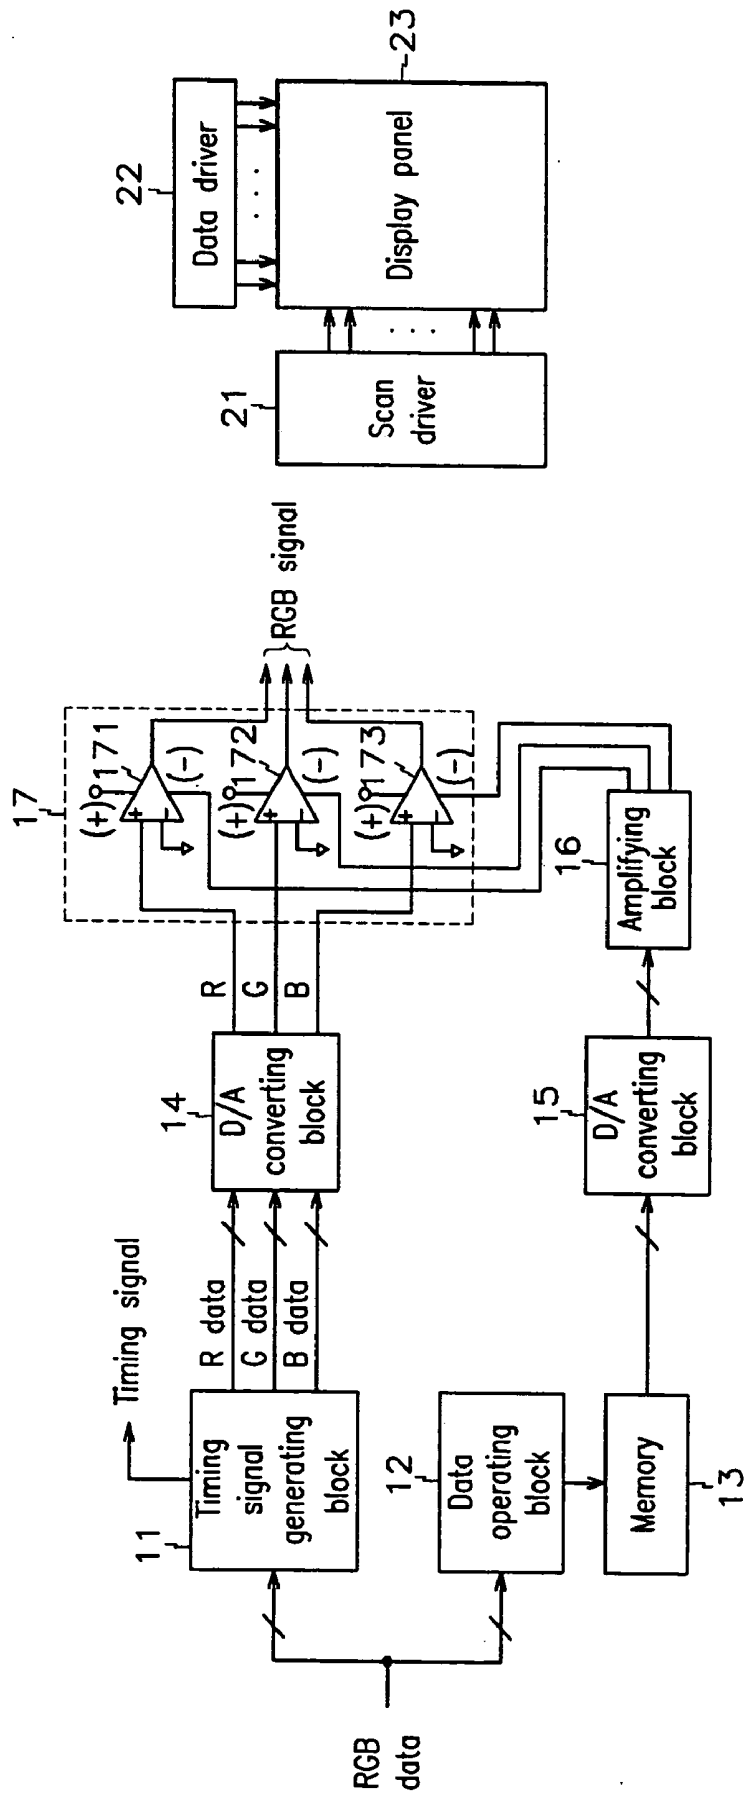 RGB
data
11
Timing
signal
generating
block
Timing signal
12
Data
operating
block
Memory
13
R data
G data
B data
14
D/A
converting
block
15
D/A
converting
block
R
G
B
16
Amplifying
block
17
(+)
171
+
−
(-)
(+)
172
+
−
(-)
(+)
173
+
−
(-)
RGB signal
21
Scan
driver
22
Data driver
. . .
. . .
Display panel
23